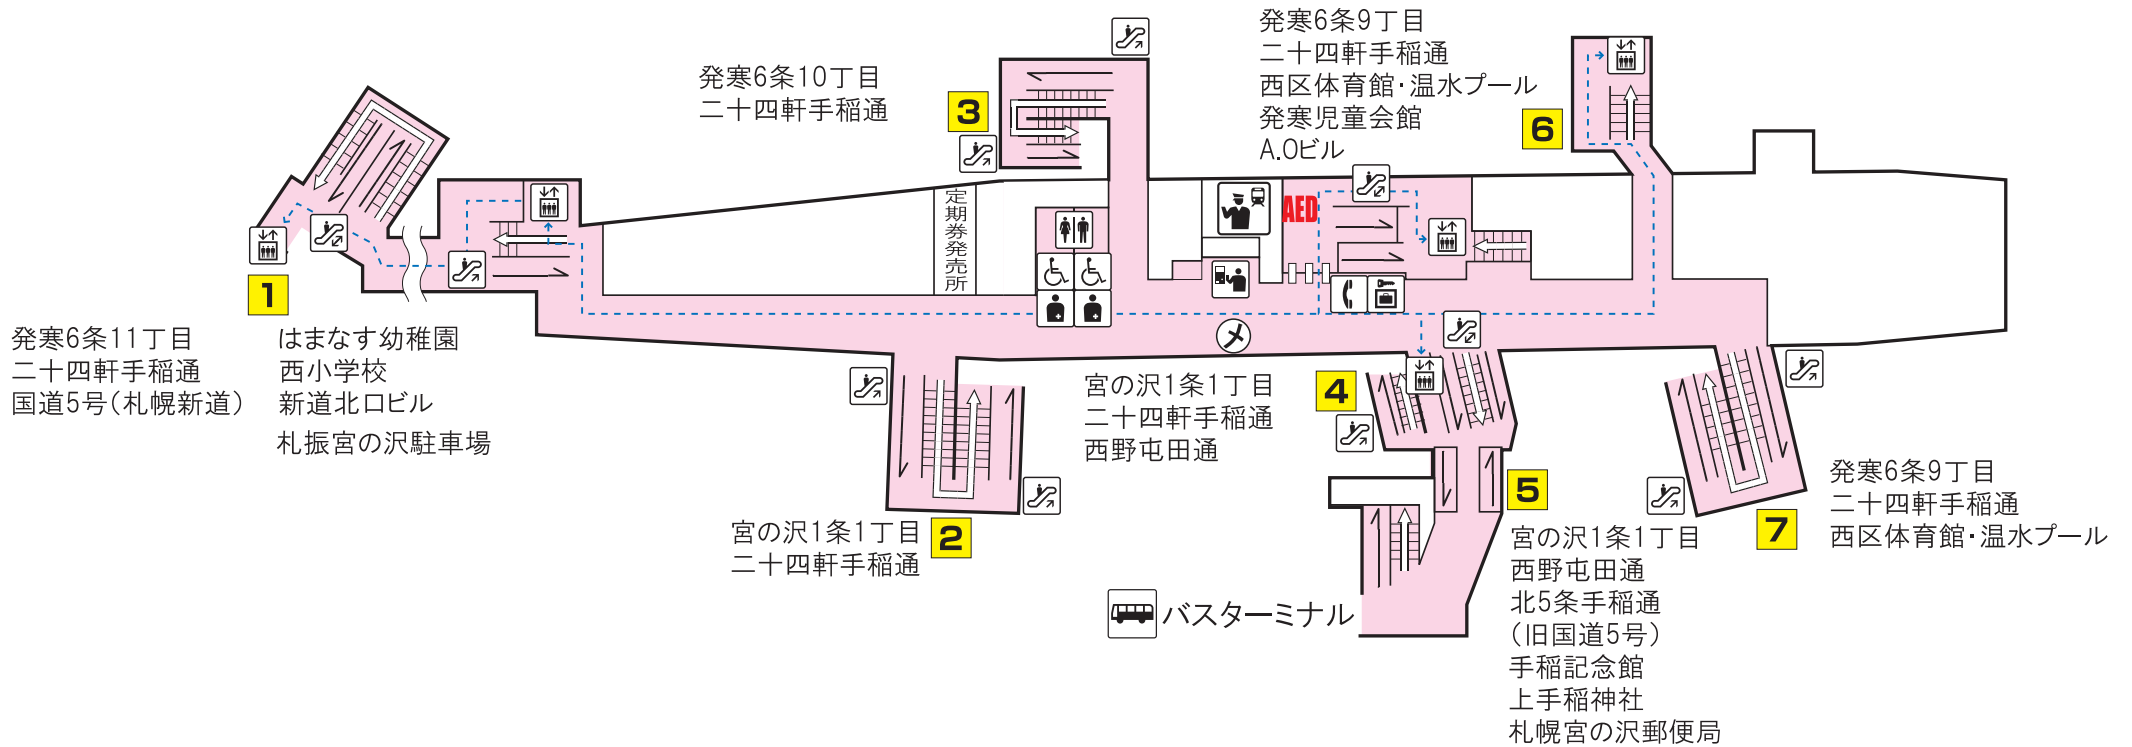 発寒6条11丁目
二十四軒手稲通
国道5号(札幌新道)
1
はまなす幼稚園
西小学校
新道北口ビル
札振宮の沢駐車場
発寒6条10丁目
二十四軒手稲通
3
定期券発売所
発寒6条9丁目
二十四軒手稲通
西区体育館・温水プール
発寒児童会館
A.Oビル
6
AED
メ
宮の沢1条1丁目
二十四軒手稲通
2
宮の沢1条1丁目
二十四軒手稲通
西野屯田通
4
バスターミナル
5
宮の沢1条1丁目
西野屯田通
北5条手稲通
(旧国道5号)
手稲記念館
上手稲神社
札幌宮の沢郵便局
7
発寒6条9丁目
二十四軒手稲通
西区体育館・温水プール